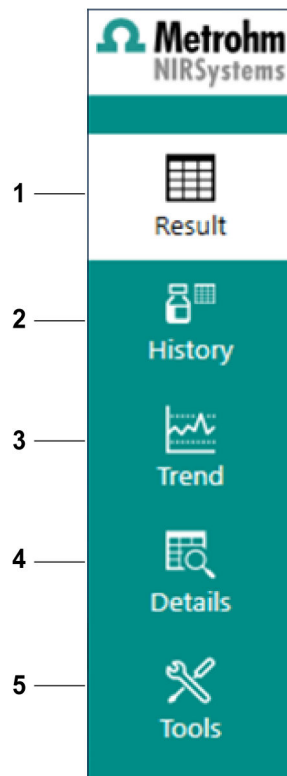 Metrohm
NIRSystems
1
Result
2
History
3
Trend
4
Details
5
Tools